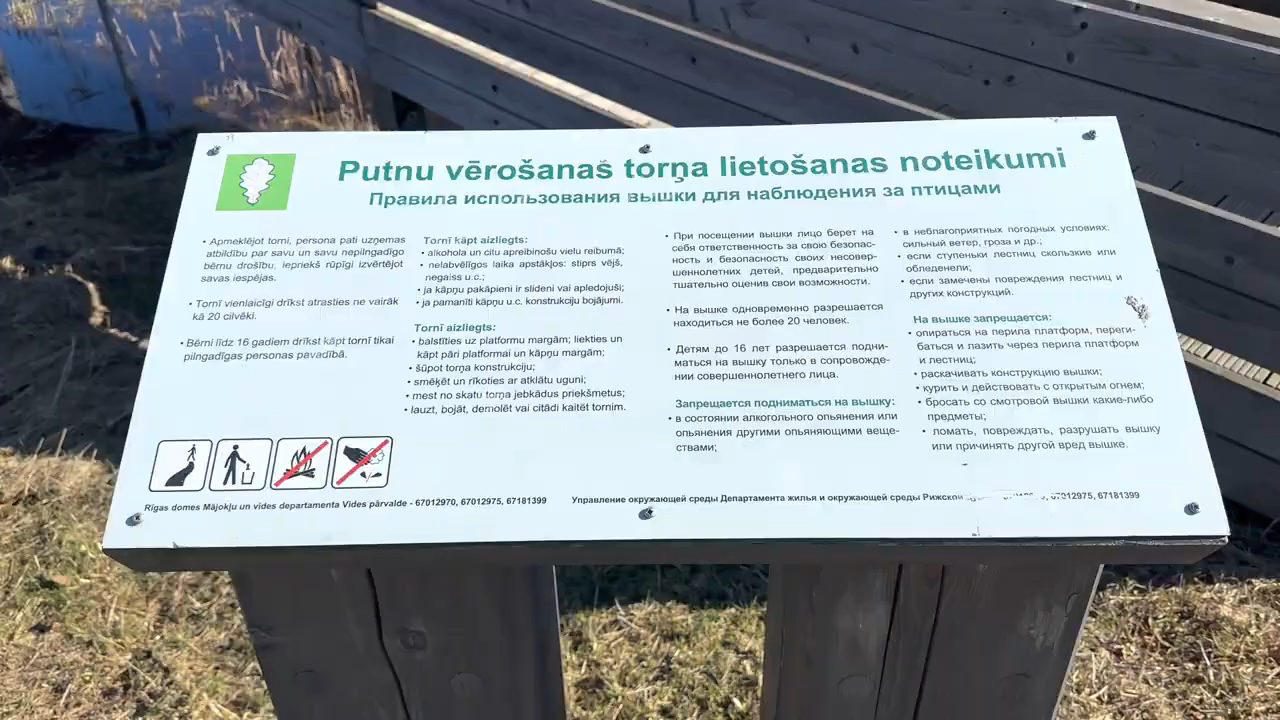 Putnu vērošanas torņa lietošanas noteikumi
Правила использования вышки для наблюдения за птицами
• Apmeklējot torni, persona pati uzņemas
atbildību par savu un savu nepilngadīgo
bērnu drošību, iepriekš rūpīgi izvērtējot
savas iespējas.
• Tornī vienlaicīgi drīkst atrasties ne vairāk
kā 20 cilvēki.
• Bērni līdz 16 gadiem drīkst kāpt tornī tikai
pilngadīgas personas pavadībā.
Tornī kāpt aizliegts:
• alkohola un citu apreibinošu vielu reibumā;
• nelabvēlīgos laika apstākļos: stiprs vējš,
negaiss u.c.;
• ja kāpņu pakāpieni ir slideni vai apledojuši;
• ja pamanīti kāpņu u.c. konstrukciju bojājumi.
Tornī aizliegts:
• balstīties uz platformu margām; liekties un
kāpt pāri platformai un kāpņu margām;
• šūpot torņa konstrukciju;
• smēķēt un rīkoties ar atklātu uguni;
• mest no skatu torņa jebkādus priekšmetus;
• lauzt, bojāt, demolēt vai citādi kaitēt tornim.
• При посещении вышки лицо берет на
себя ответственность за свою безопас-
ность и безопасность своих несовер-
шеннолетних детей, предварительно
тщательно оценив свои возможности.
• На вышке одновременно разрешается
находиться не более 20 человек.
• Детям до 16 лет разрешается подни-
маться на вышку только в сопровожде-
нии совершеннолетнего лица.
Запрещается подниматься на вышку:
• в состоянии алкогольного опьянения или
опьянения другими опьяняющими веще-
ствами;
• в неблагоприятных погодных условиях:
сильный ветер, гроза и др.;
• если ступеньки лестниц скользкие или
обледенели;
• если замечены повреждения лестниц и
других конструкций.
На вышке запрещается:
• опираться на перила платформ, переги-
баться и лазить через перила платформ
и лестниц;
• раскачивать конструкцию вышки;
• курить и действовать с открытым огнем;
• бросать со смотровой вышки какие-либо
предметы;
• ломать, повреждать, разрушать вышку
или причинять другой вред вышке.
Rīgas domes Mājokļu un vides departamenta Vides pārvalde - 67012970, 67012975, 67181399
Управление окружающей среды Департамента жилья и окружающей среды Рижской 67012975, 67181399